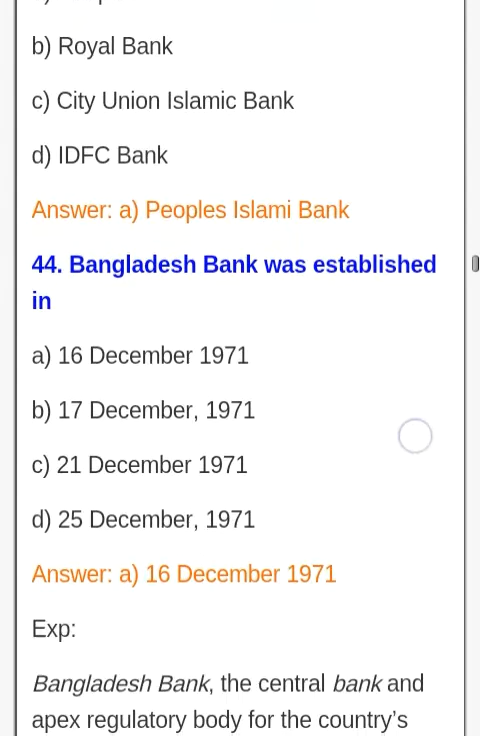 b) Royal Bank
c) City Union Islamic Bank
d) IDFC Bank
Answer: a) Peoples Islami Bank
44. Bangladesh Bank was established
in
a) 16 December 1971
b) 17 December, 1971
c) 21 December 1971
d) 25 December, 1971
Answer: a) 16 December 1971
Exp:
Bangladesh Bank, the central bank and
apex regulatory body for the country's